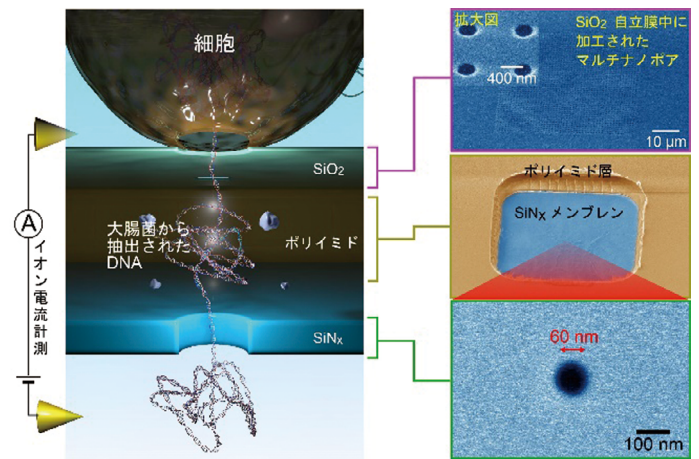 細胞
SiO2
大腸菌から
抽出された
DNA
ポリイミド
SiNX
A
イオン電流計測
拡大図
400 nm
SiO2 自立膜中に
加工された
マルチナノポア
10 μm
ポリイミド層
SiNX メンブレン
60 nm
100 nm